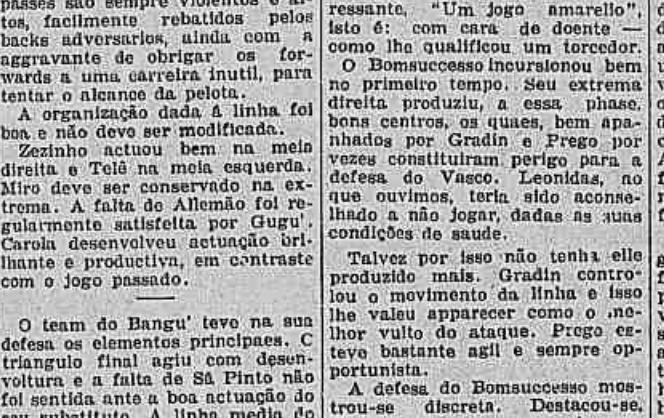 passes são sempre violentos e al-
tos, facilmente rebatidos pelos
backs adversarios, ainda com a
aggravante de obrigar os for-
wards a uma carreira inutil, para
tentar o alcance da pelota.
A organização dada á linha foi
boa e não deve ser modificada.
Zezinho actuou bem na meia
direita e Telê na meia esquerda.
Miro deve ser conservado na ex-
trema. A falta de Allemão foi re-
gularmente satisfeita por Gugu'.
Carola desenvolveu actuação bri-
lhante e productiva, em contraste
com o jogo passado.
O team do Bangu' teve na sua
defesa os elementos principaes. O
triangulo final agiu com desen-
voltura e a falta de Sá Pinto não
foi sentida ante a boa actuação do
seu substituto. A linha media do
ressante, "Um jogo amarello",
isto é: com cara de doente —
como lhe qualificou um torcedor.
O Bomsuccesso incursionou bem
no primeiro tempo. Seu extrema
direita produziu, a essa phase,
bons centros, os quaes, bem apa-
nhados por Gradin e Prego por
vezes constituiram perigo para a
defesa do Vasco. Leonidas, ao
que ouvimos, teria sido aconse-
lhado a não jogar, dadas as suas
condições de saude.
Talvez por isso não tenha elle
produzido mais. Gradin contro-
lou o movimento da linha e isso
lhe valeu apparecer como o me-
lhor vulto do ataque. Prego es-
teve bastante agil e sempre op-
portunista.
A defesa do Bomsuccesso mos-
trou-se discreta. Destacou-se,